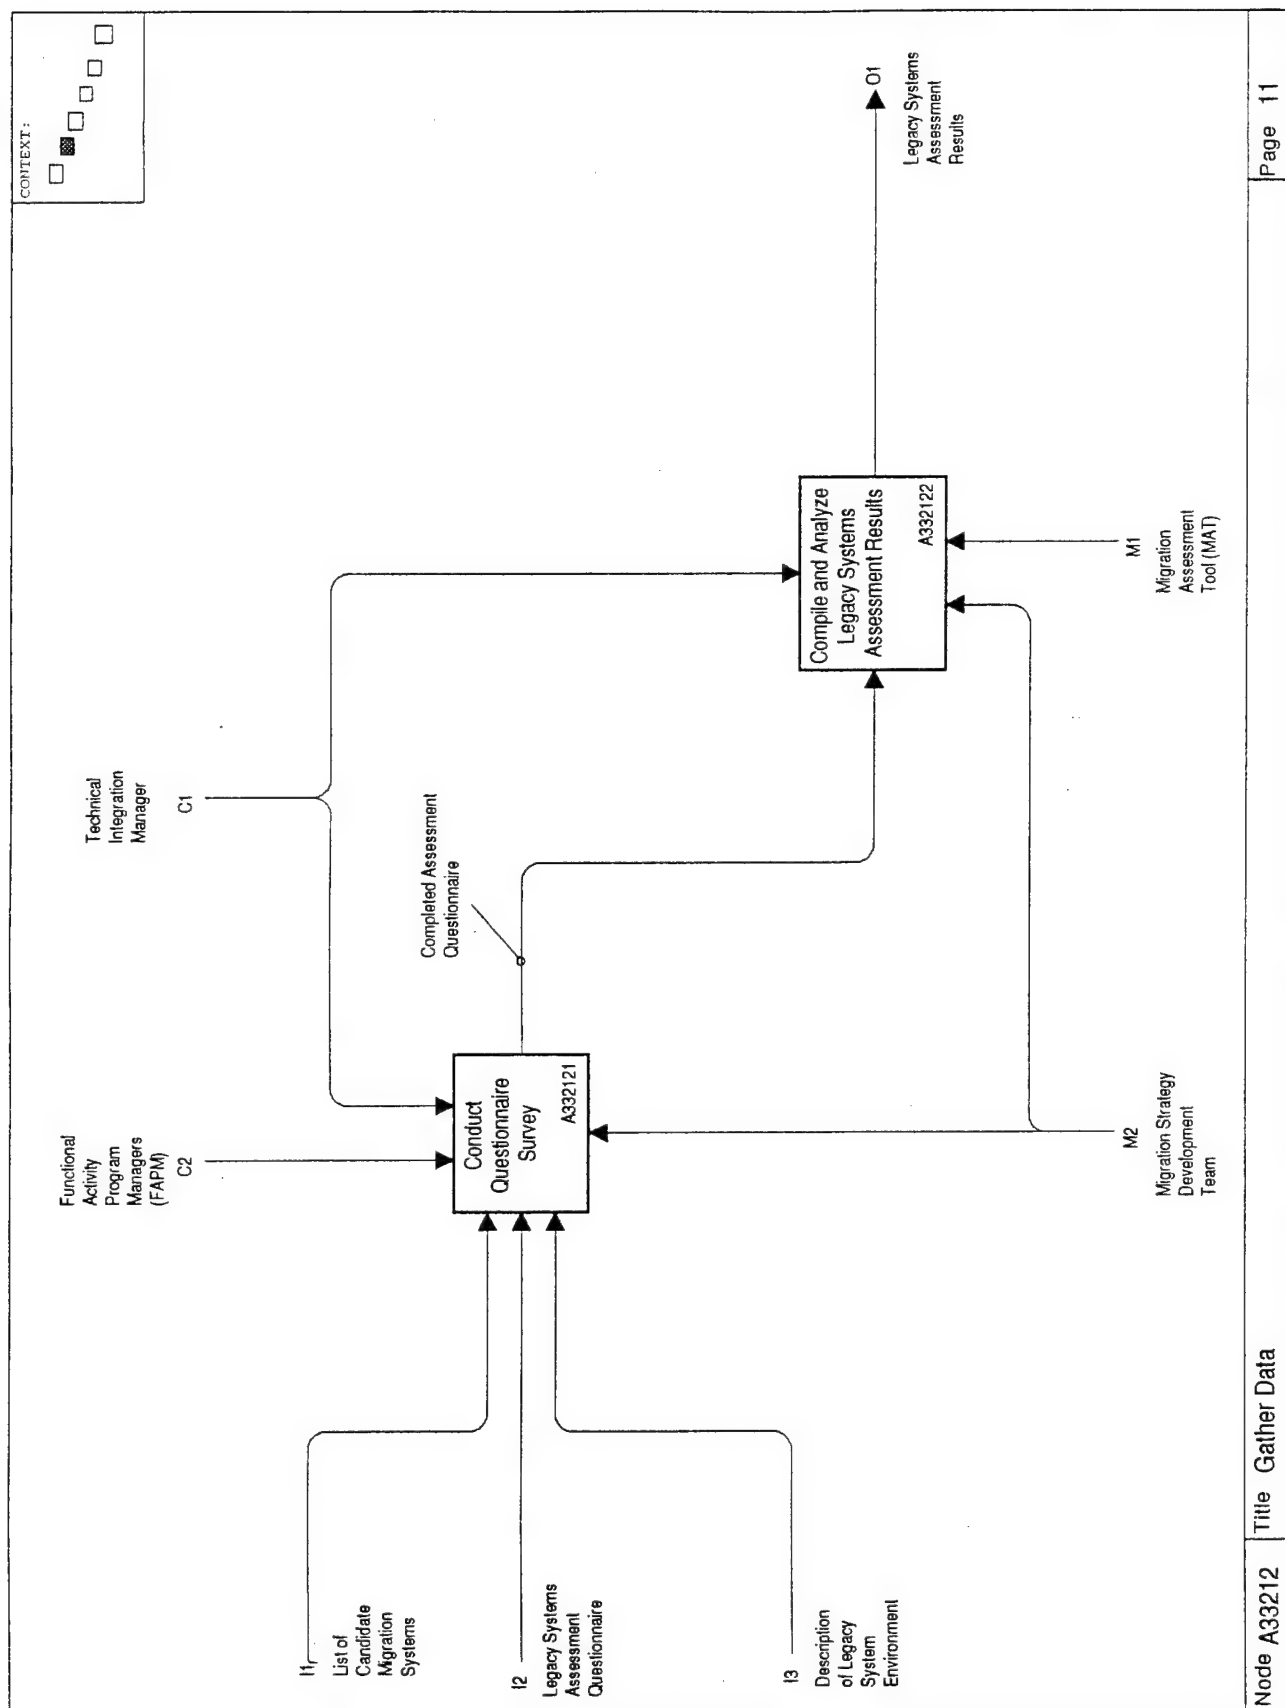 CONTEXT:
Functional
Activity
Program
Managers
(FAPM)
C2
Technical
Integration
Manager
C1
I1
List of
Candidate
Migration
Systems
I2
Legacy Systems
Assessment
Questionnaire
I3
Description
of Legacy
System
Environment
Conduct
Questionnaire
Survey
A332121
Completed Assessment
Questionnaire
Compile and Analyze
Legacy Systems
Assessment Results
A332122
O1
Legacy Systems
Assessment
Results
M2
Migration Strategy
Development
Team
M1
Migration
Assessment
Tool (MAT)
Node A33212
Title Gather Data
Page 11